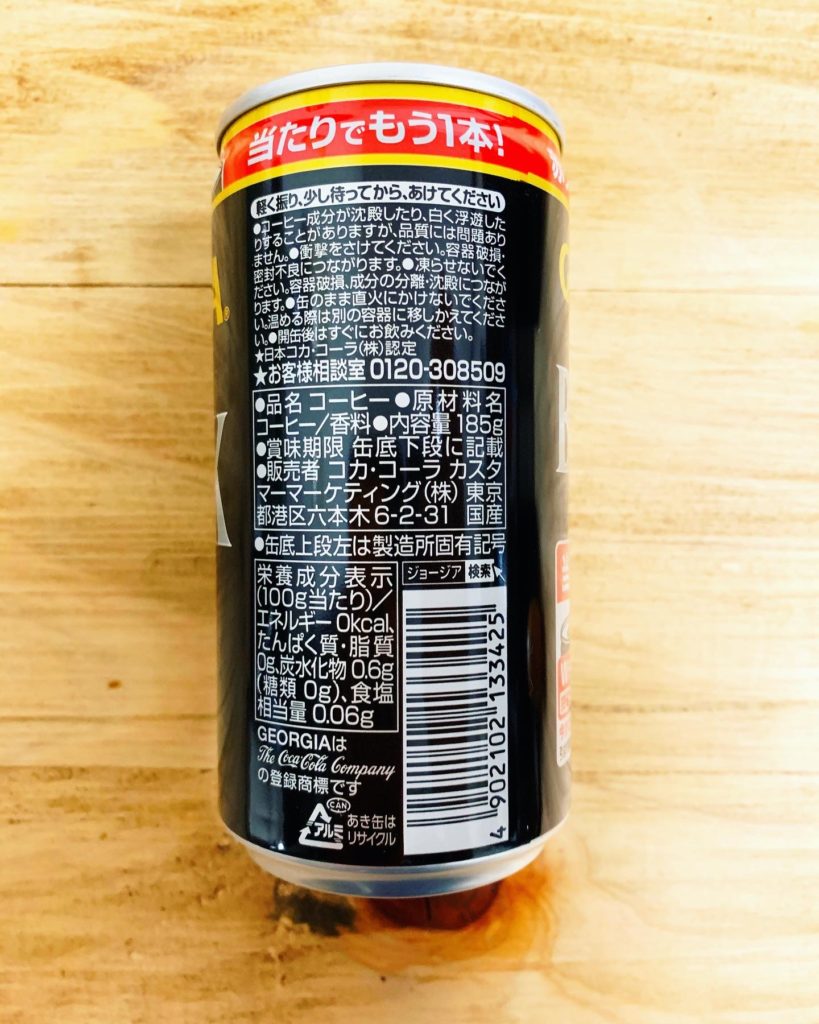 当たりでもう1本!
軽く振り、少し待ってから、あけてください
●コーヒー成分が沈殿したり、白く浮遊した
りすることがありますが、品質には問題あり
ません。●衝撃をさけてください。容器破損・
密封不良につながります。●凍らせないでく
ださい。容器破損、成分の分離・沈殿につなが
ります。●缶のまま直火にかけないでくださ
い。温める際は別の容器に移しかえてくださ
い。●開缶後はすぐにお飲みください。
★日本コカ・コーラ(株)認定
★お客様相談室 0120-308509
●品名 コーヒー ●原材料名
コーヒー/香料 ●内容量 185g
●賞味期限 缶底下段に記載
●販売者 コカ・コーラ カスタ
マーマーケティング(株) 東京
都港区六本木6-2-31 国産
●缶底上段左は製造所固有記号
栄養成分表示
(100g当たり)/
エネルギー 0kcal、
たんぱく質・脂質
0g、炭水化物 0.6g
(糖類 0g)、食塩
相当量 0.06g
ジョージア 検索
4 902102 133425
GEORGIAは
The Coca-Cola Company
の登録商標です
CAN
アルミ
あき缶は
リサイクル